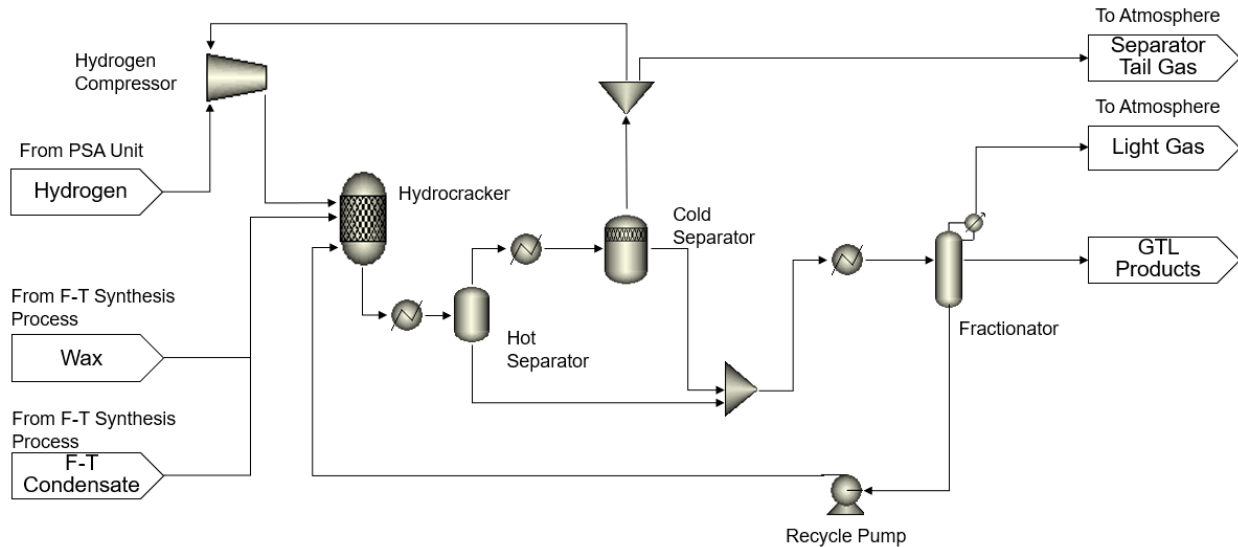 To Atmosphere
Separator
Tail Gas
Hydrogen
Compressor
To Atmosphere
Light Gas
From PSA Unit
Hydrogen
Hydrocracker
Cold
Separator
GTL
Products
From F-T Synthesis
Process
Wax
Hot
Separator
Fractionator
From F-T Synthesis
Process
F-T
Condensate
Recycle Pump